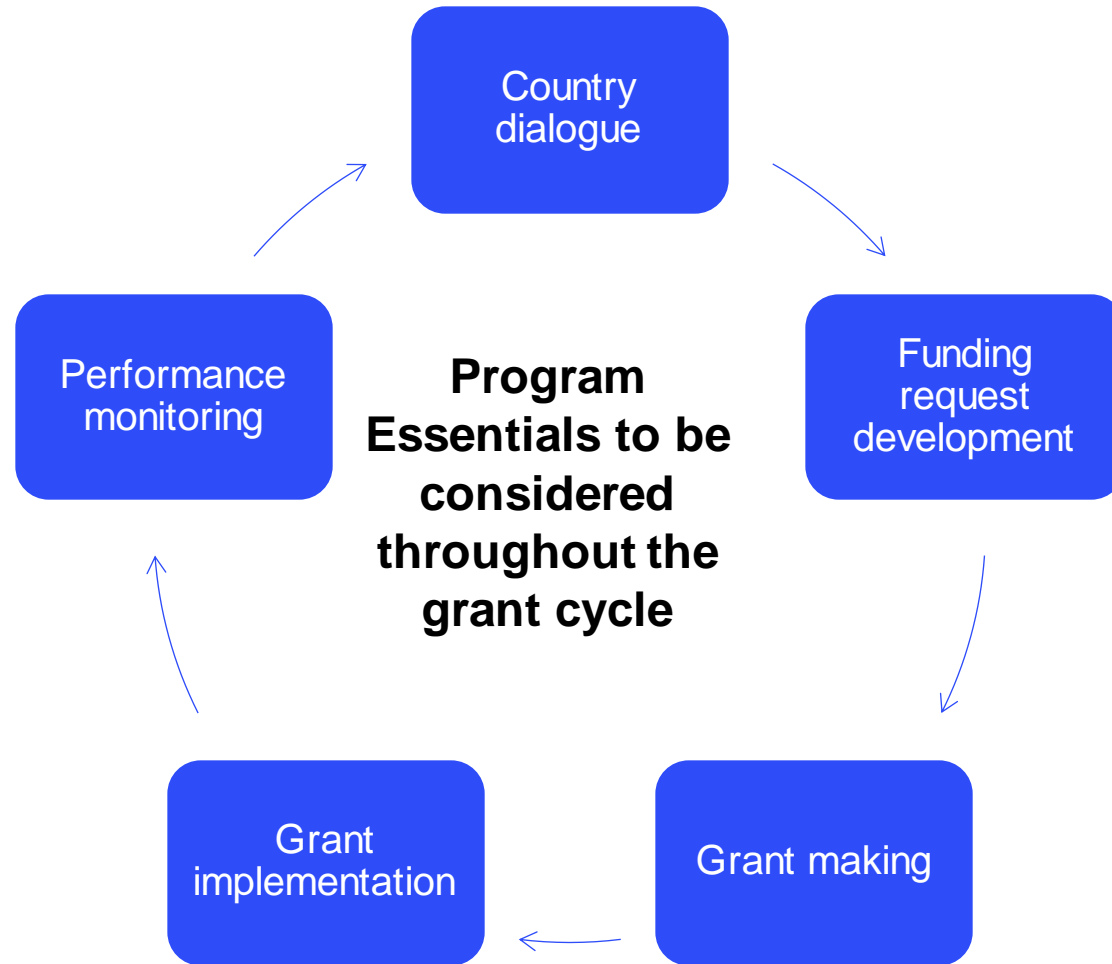 Country
dialogue
Funding
request
development
Grant making
Grant
implementation
Performance
monitoring
Program
Essentials to be
considered
throughout the
grant cycle